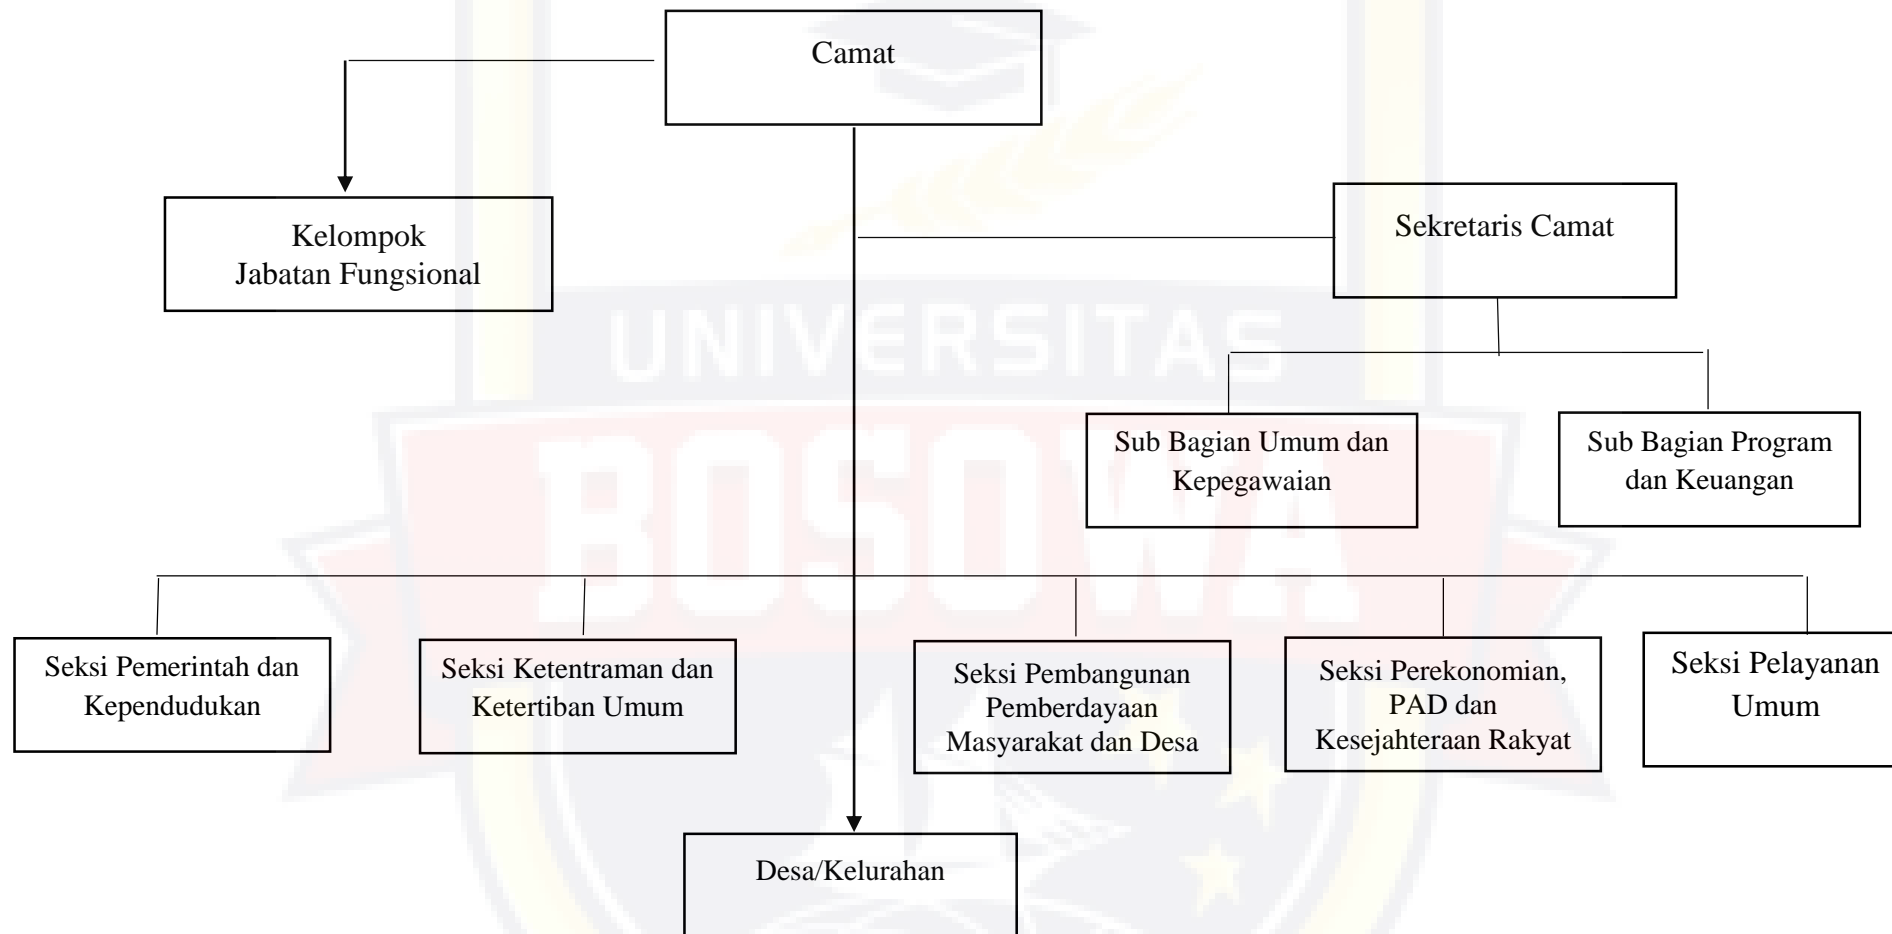 Camat
Kelompok
Jabatan Fungsional
Sekretaris Camat
UNIVERSITAS
BOSOWA
Sub Bagian Umum dan
Kepegawaian
Sub Bagian Program
dan Keuangan
Seksi Pemerintah dan
Kependudukan
Seksi Ketentraman dan
Ketertiban Umum
Seksi Pembangunan
Pemberdayaan
Masyarakat dan Desa
Seksi Perekonomian,
PAD dan
Kesejahteraan Rakyat
Seksi Pelayanan
Umum
Desa/Kelurahan